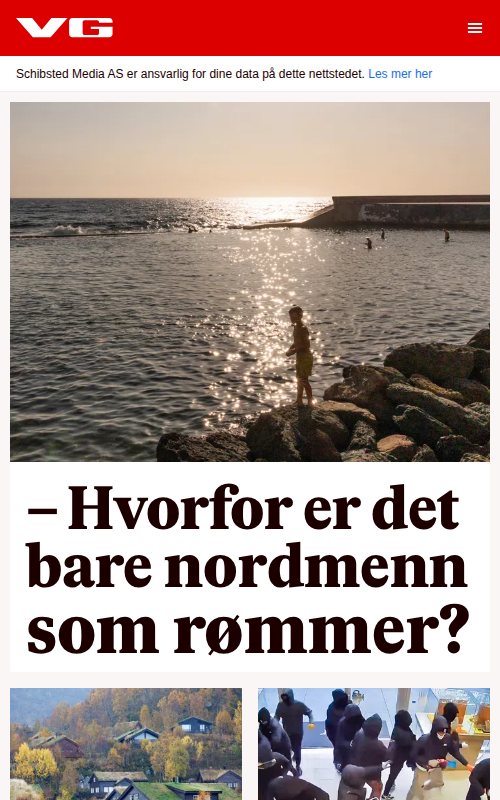 VG
Schibsted Media AS er ansvarlig for dine data på dette nettstedet. Les mer her
– Hvorfor er det
bare nordmenn
som rømmer?